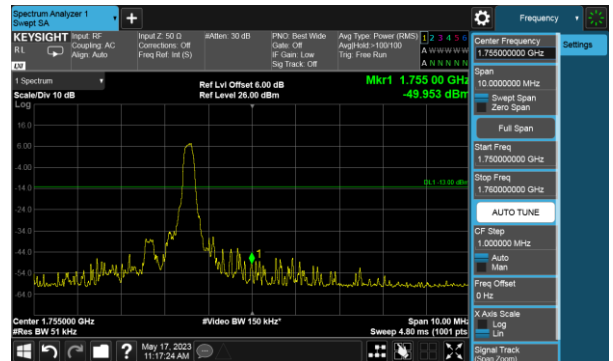 Spectrum Analyzer 1
Swept SA
+
Frequency
KEYSIGHT
RL
Input: RF
Coupling: AC
Align: Auto
Input Z: 50 Ω
Corrections: Off
Freq Ref: Int (S)
#Atten: 30 dB
PNO: Best Wide
Gate: Off
IF Gain: Low
Sig Track: Off
Avg Type: Power (RMS)
Avg|Hold:>100/100
Trig: Free Run
1 2 3 4 5 6
A W W W W W
A N N N N N
LXI
1 Spectrum
Scale/Div 10 dB
Log
Ref Lvl Offset 6.00 dB
Ref Level 26.00 dBm
Mkr1 1.755 00 GHz
-49.953 dBm
16.0
6.00
-4.00
-14.0
-24.0
-34.0
-44.0
-54.0
-64.0
DL1 -13.00 dBm
1
Center 1.755000 GHz
#Res BW 51 kHz
#Video BW 150 kHz*
Span 10.00 MHz
Sweep 4.80 ms (1001 pts)
May 17, 2023
11:17:24 AM
Center Frequency
1.755000000 GHz
Settings
Span
10.0000000 MHz
Swept Span
Zero Span
Full Span
Start Freq
1.750000000 GHz
Stop Freq
1.760000000 GHz
AUTO TUNE
CF Step
1.000000 MHz
Auto
Man
Freq Offset
0 Hz
X Axis Scale
Log
Lin
Signal Track
(Span Zoom)